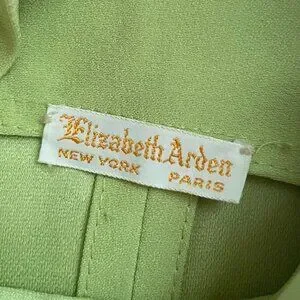 Elizabeth Arden
NEW YORK PARIS